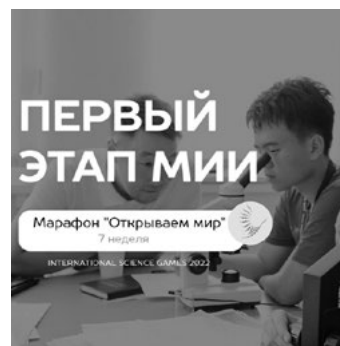 ПЕРВЫЙ
ЭТАП МИИ
Марафон "Открываем мир"
7 неделя
INTERNATIONAL SCIENCE GAMES 2022